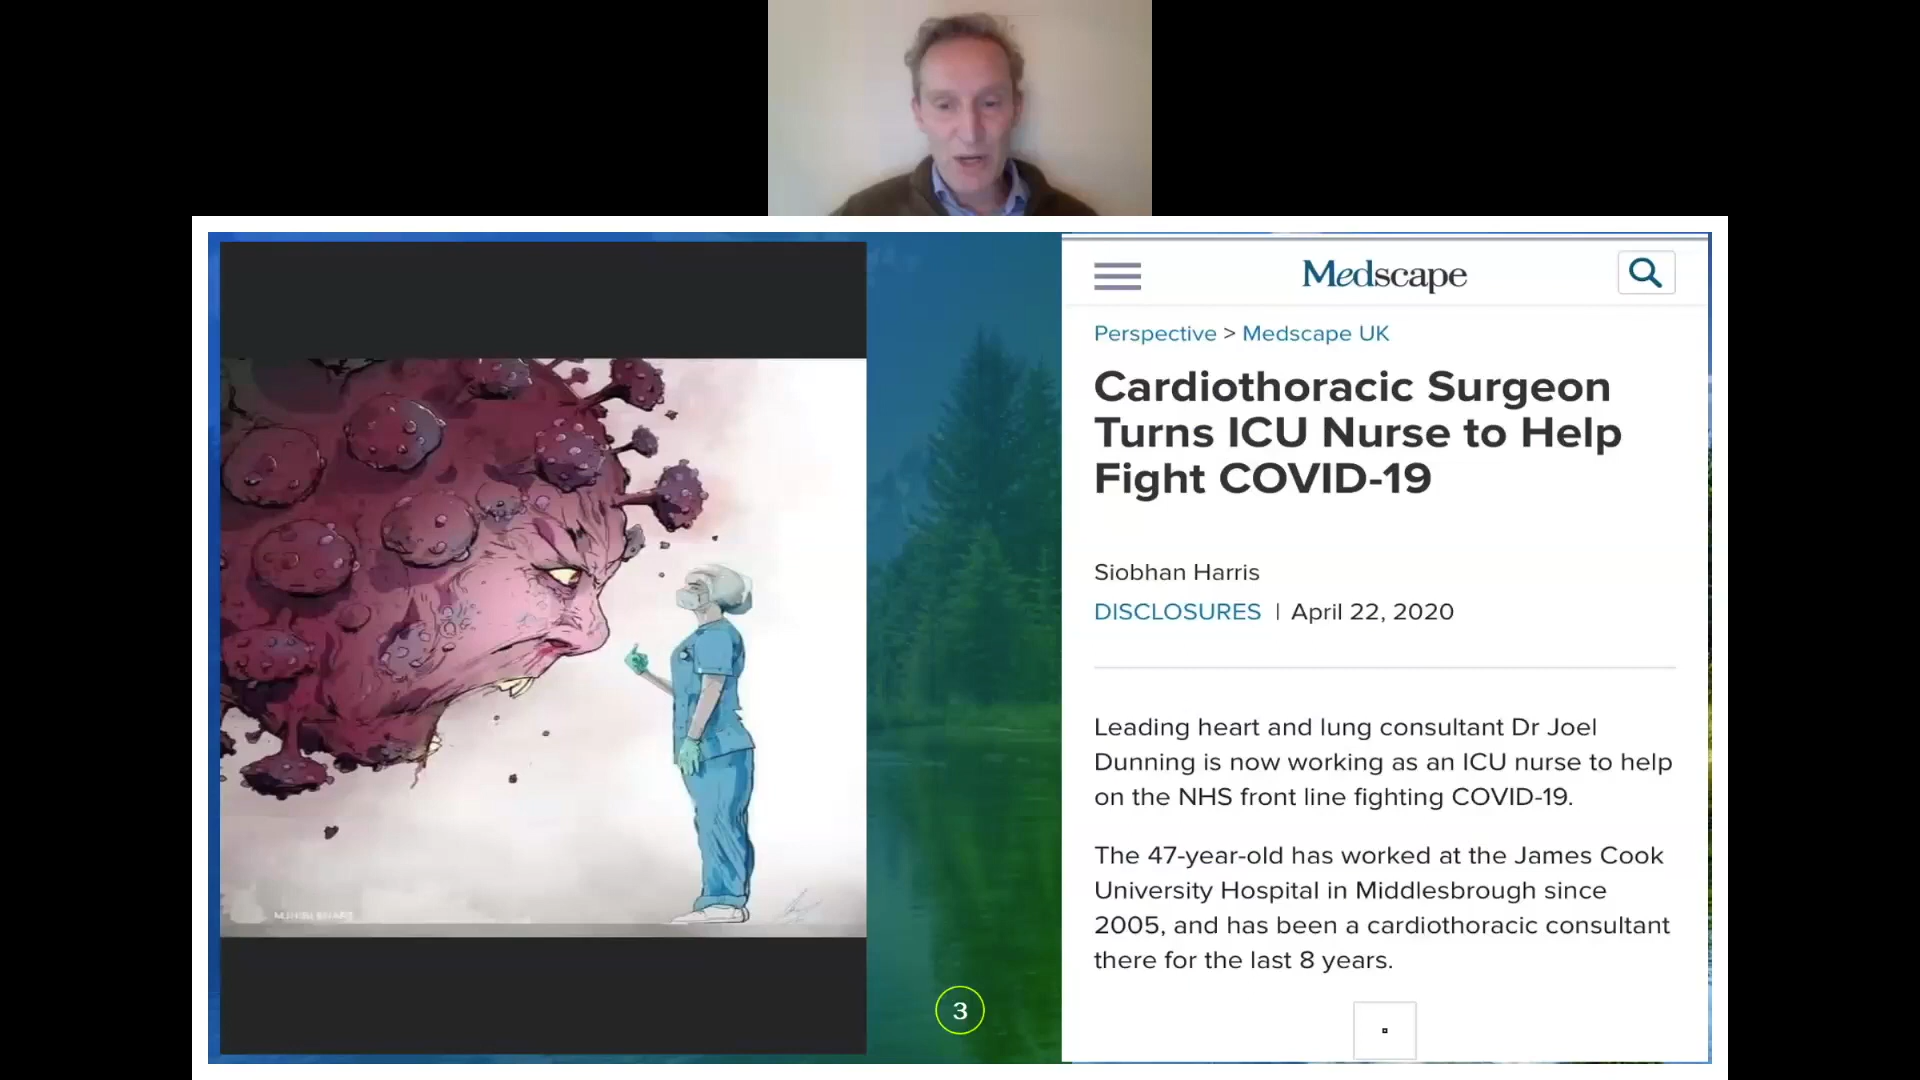 Medscape
Perspective > Medscape UK
Cardiothoracic Surgeon
Turns ICU Nurse to Help
Fight COVID-19
Siobhan Harris
DISCLOSURES | April 22, 2020
Leading heart and lung consultant Dr Joel
Dunning is now working as an ICU nurse to help
on the NHS front line fighting COVID-19.
The 47-year-old has worked at the James Cook
University Hospital in Middlesbrough since
2005, and has been a cardiothoracic consultant
there for the last 8 years.
3